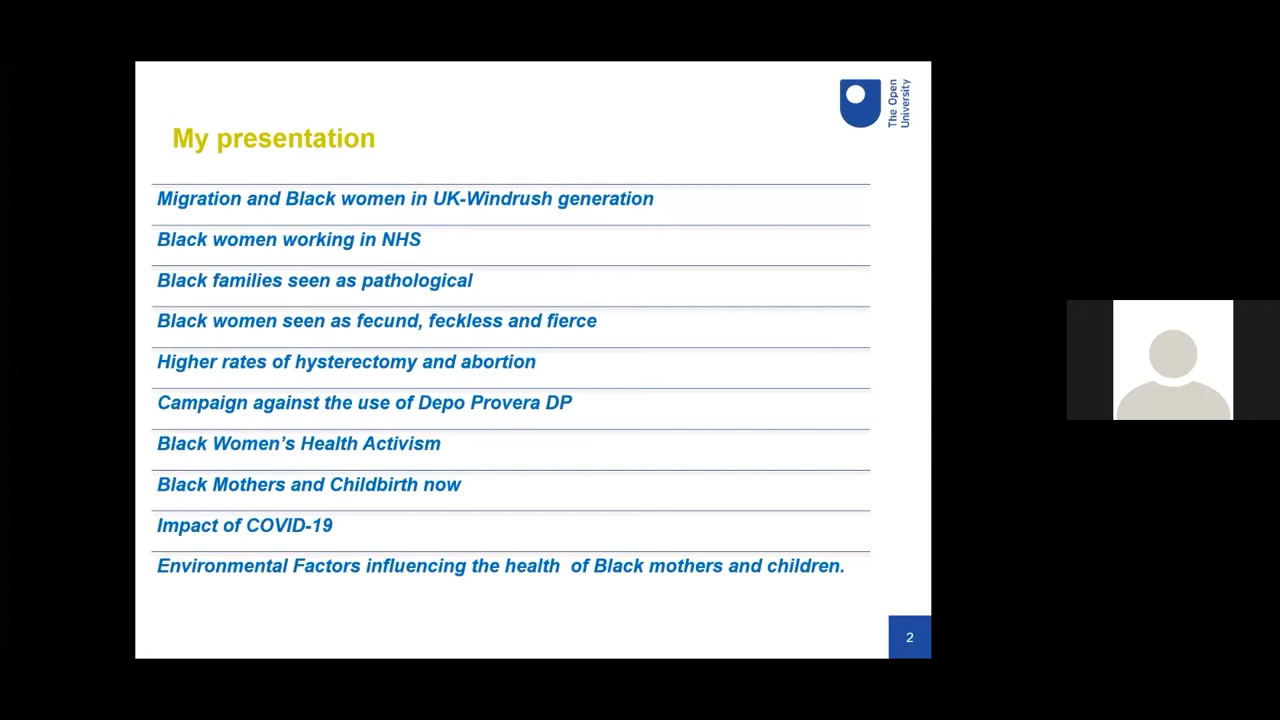 The Open
University
My presentation
Migration and Black women in UK-Windrush generation
Black women working in NHS
Black families seen as pathological
Black women seen as fecund, feckless and fierce
Higher rates of hysterectomy and abortion
Campaign against the use of Depo Provera DP
Black Women’s Health Activism
Black Mothers and Childbirth now
Impact of COVID-19
Environmental Factors influencing the health  of Black mothers and children.
2